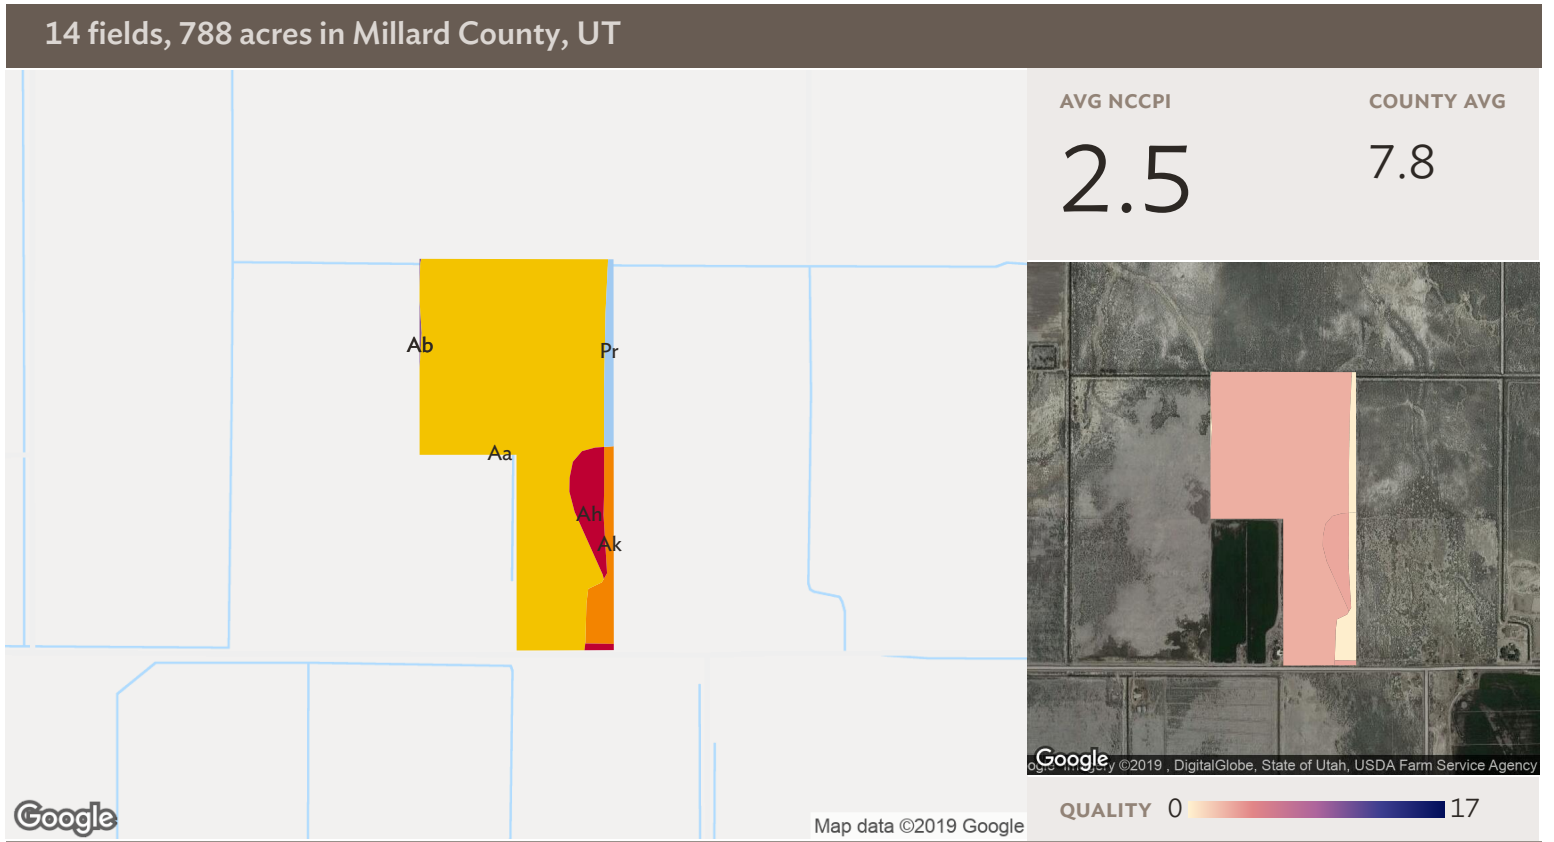 14 fields, 788 acres in Millard County, UT
AVG NCCPI
COUNTY AVG
2.5
7.8
Ab
Pr
Aa
Ah
Ak
Google
Map data ©2019 Google
Google
©2019 , DigitalGlobe, State of Utah, USDA Farm Service Agency
QUALITY 0 17